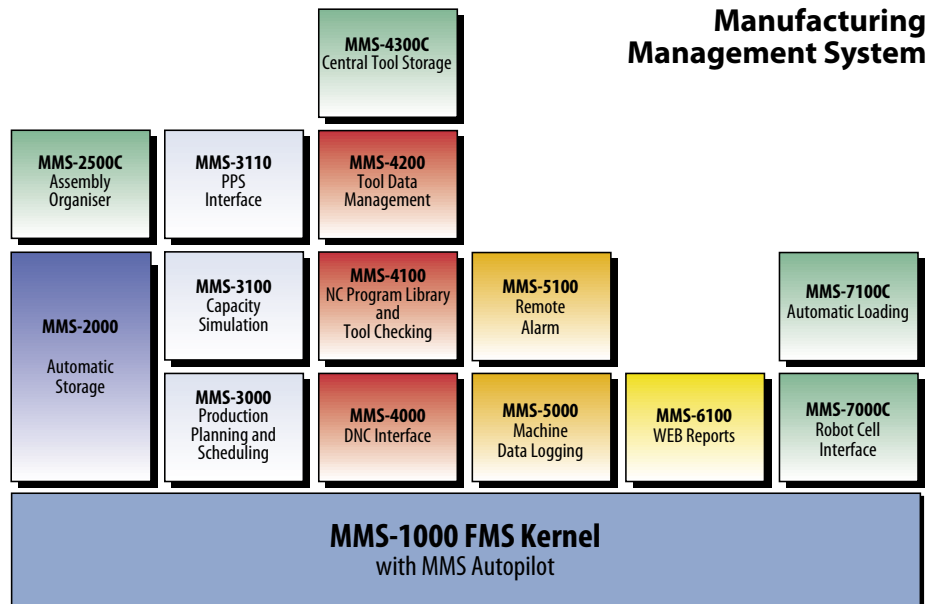 Manufacturing
Management System
MMS-4300C
Central Tool Storage
MMS-2500C
Assembly
Organiser
MMS-3110
PPS
Interface
MMS-4200
Tool Data
Management
MMS-2000
Automatic
Storage
MMS-3100
Capacity
Simulation
MMS-4100
NC Program Library
and
Tool Checking
MMS-5100
Remote
Alarm
MMS-7100C
Automatic Loading
MMS-3000
Production
Planning and
Scheduling
MMS-4000
DNC Interface
MMS-5000
Machine
Data Logging
MMS-6100
WEB Reports
MMS-7000C
Robot Cell
Interface
MMS-1000 FMS Kernel
with MMS Autopilot